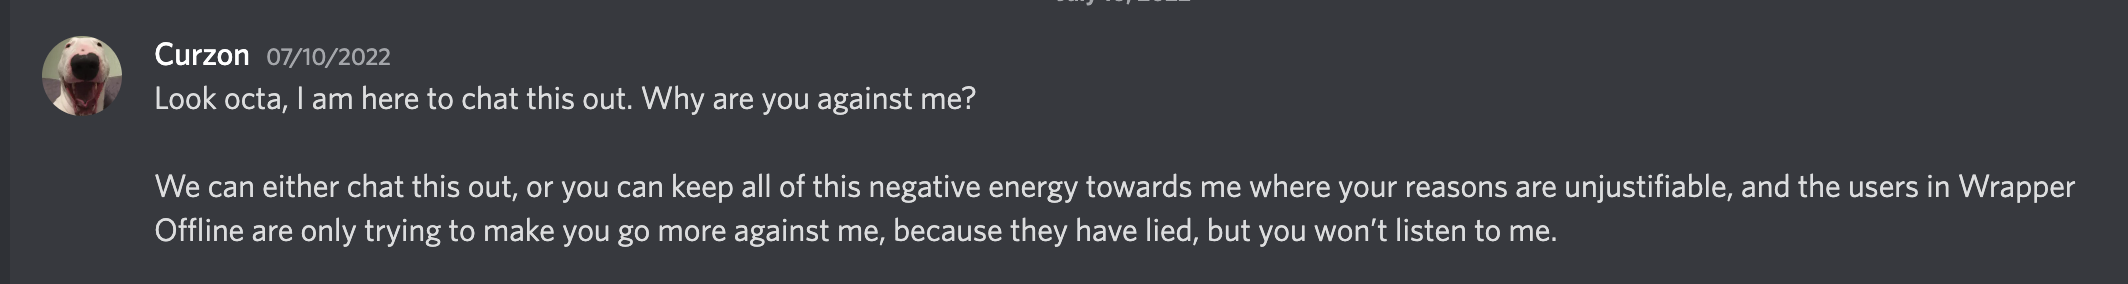 Curzon 07/10/2022
Look octa, I am here to chat this out. Why are you against me?
We can either chat this out, or you can keep all of this negative energy towards me where your reasons are unjustifiable, and the users in Wrapper
Offline are only trying to make you go more against me, because they have lied, but you won’t listen to me.